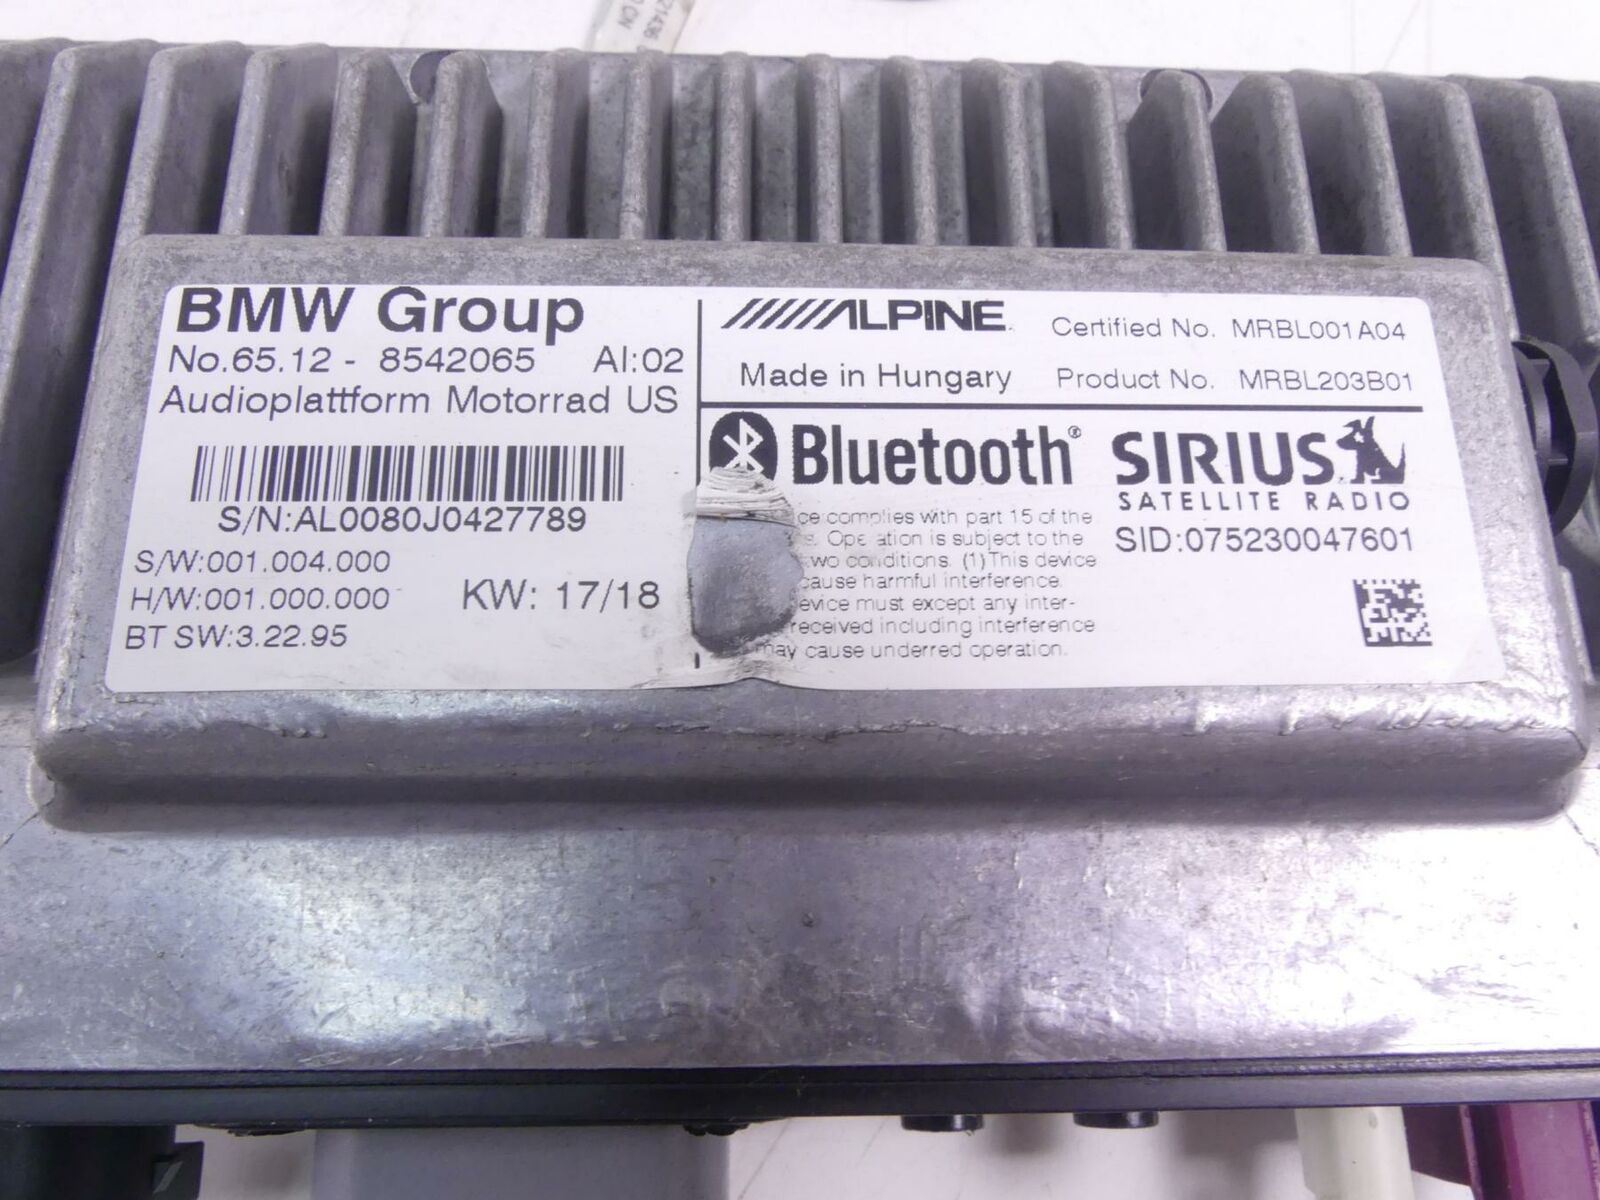 BMW Group
No.65.12 - 8542065 AI:02
Audioplattform Motorrad US
S/N:AL0080J0427789
S/W:001.004.000
H/W:001.000.000
BT SW:3.22.95
KW: 17/18
ALPINE
Certified No. MRBL001A04
Made in Hungary
Product No. MRBL203B01
Bluetooth®
SIRIUS
SATELLITE RADIO
SID:075230047601
complies with part 15 of the
is subject to the
two conditions. (1)This device
cause harmful interference.
must except any inter-
received including interference
may cause underred operation.